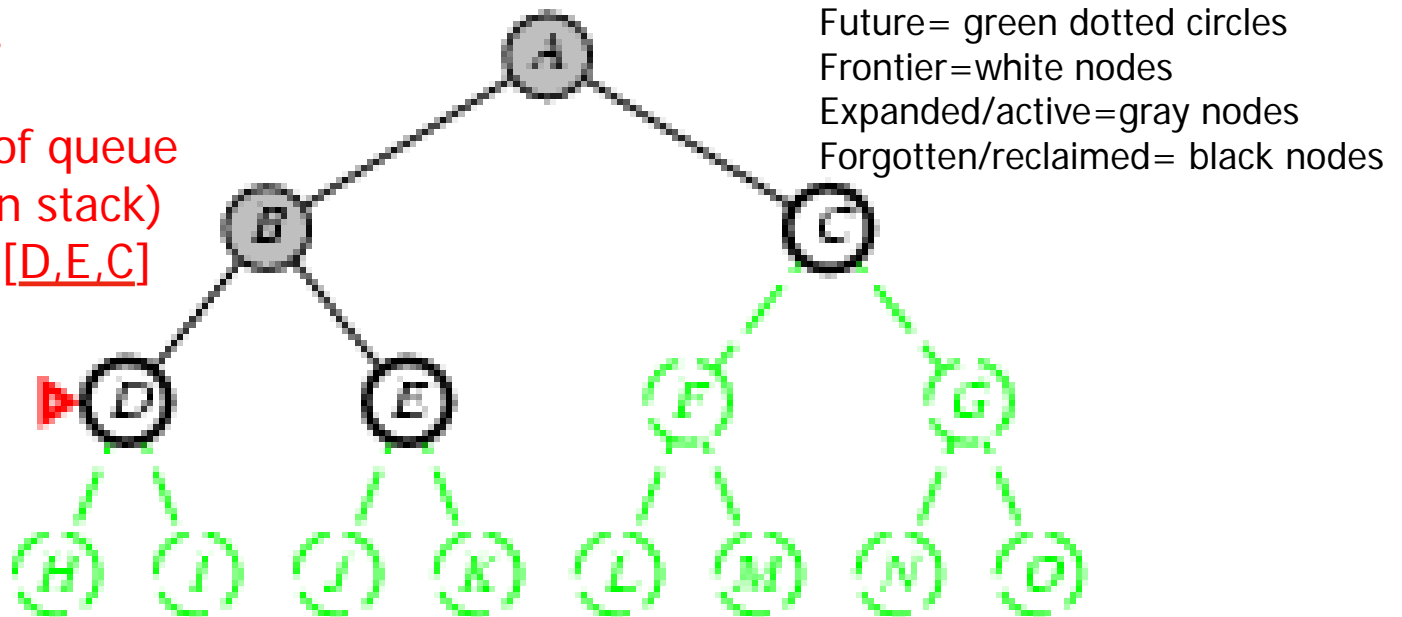 Future= green dotted circles
Frontier=white nodes
Expanded/active=gray nodes
Forgotten/reclaimed= black nodes
of queue
n stack)
[D,E,C]
A
B
C
D
E
F
G
H
I
J
K
L
M
N
O